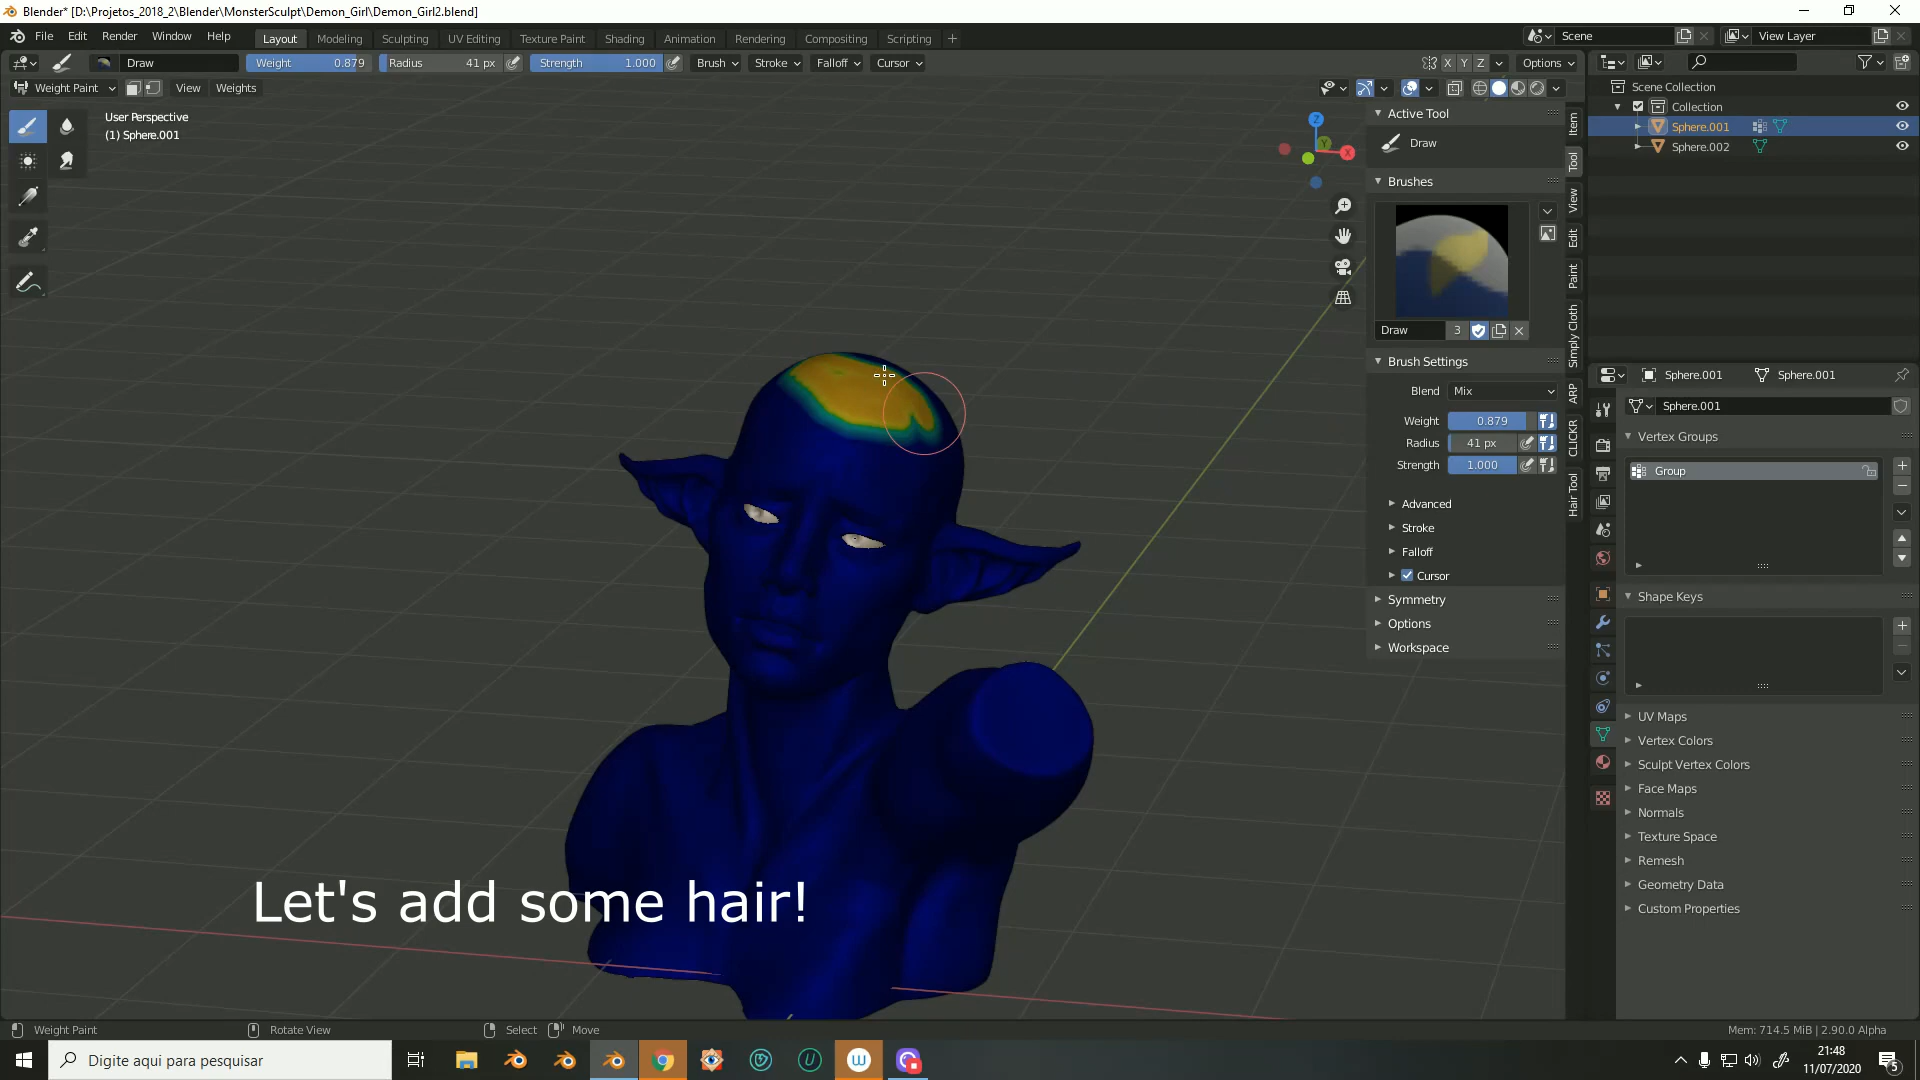 Blender* [D:\Projetos_2018_2\Blender\MonsterSculpt\Demon_Girl\Demon_Girl2.blend]
File Edit Render Window Help Layout Modeling Sculpting UV Editing Texture Paint Shading Animation Rendering Compositing Scripting + Scene View Layer
Draw Weight 0.879 Radius 41 px Strength 1.000 Brush Stroke Falloff Cursor X Y Z Options
Weight Paint View Weights
User Perspective
(1) Sphere.001
Z
Y
X
Active Tool
Draw
Brushes
Draw 3
Brush Settings
Blend Mix
Weight 0.879
Radius 41 px
Strength 1.000
Advanced
Stroke
Falloff
Cursor
Symmetry
Options
Workspace
Item
Tool
View
Edit
Paint
Simply Cloth
ARP
CLICKR
Hair Tool
Scene Collection
Collection
Sphere.001
Sphere.002
Sphere.001 Sphere.001
Sphere.001
Vertex Groups
Group
Shape Keys
UV Maps
Vertex Colors
Sculpt Vertex Colors
Face Maps
Normals
Texture Space
Remesh
Geometry Data
Custom Properties
Let's add some hair!
Weight Paint Rotate View Select Move Mem: 714.5 MiB | 2.90.0 Alpha
Digite aqui para pesquisar
21:48
11/07/2020
5